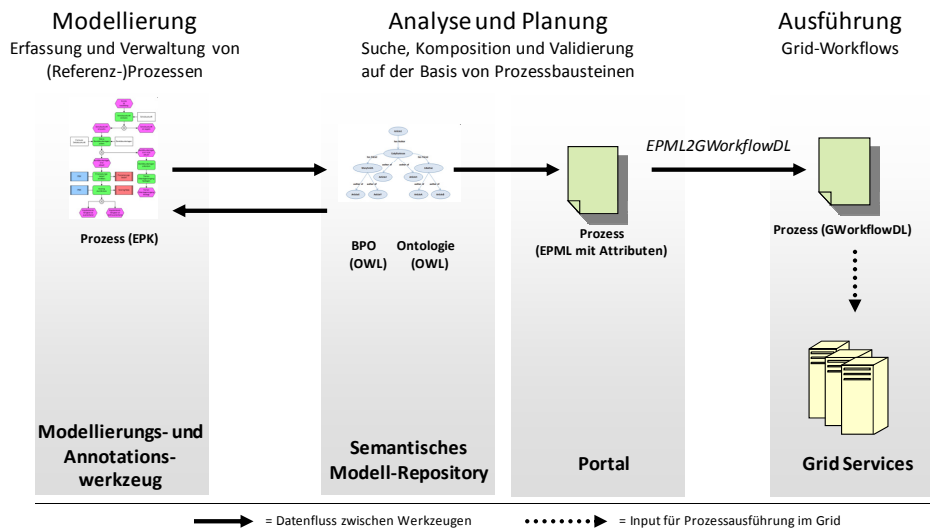 Modellierung
Erfassung und Verwaltung von
(Referenz-)Prozessen
Analyse und Planung
Suche, Komposition und Validierung
auf der Basis von Prozessbausteinen
Ausführung
Grid-Workflows
EPML2GWorkflowDL
Prozess (EPK)
BPO
(OWL)
Ontologie
(OWL)
Prozess
(EPML mit Attributen)
Prozess (GWorkflowDL)
Modellierungs- und
Annotations-
werkzeug
Semantisches
Modell-Repository
Portal
Grid Services
= Datenfluss zwischen Werkzeugen
= Input für Prozessausführung im Grid